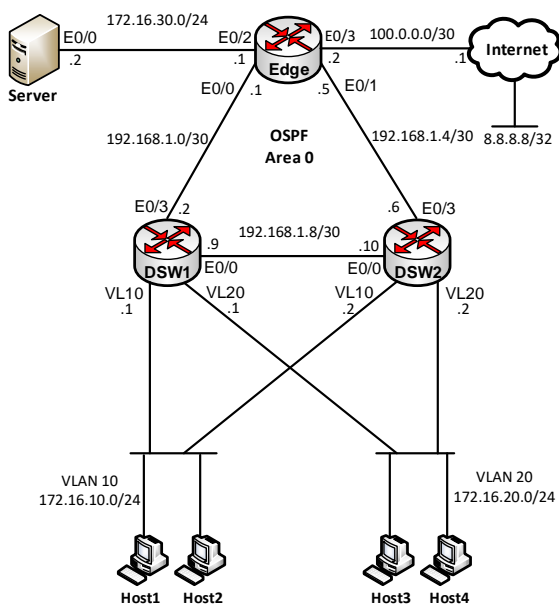 172.16.30.0/24
E0/0
.2
Server
E0/2
.1
E0/3
.2
Edge
100.0.0.0/30
.1
Internet
8.8.8.8/32
E0/0
.1
.5
E0/1
192.168.1.0/30
OSPF
Area 0
192.168.1.4/30
E0/3
.2
.6
E0/3
DSW1
.9
E0/0
192.168.1.8/30
.10
E0/0
DSW2
VL10
.1
VL20
.1
VL10
.2
VL20
.2
VLAN 10
172.16.10.0/24
VLAN 20
172.16.20.0/24
Host1
Host2
Host3
Host4